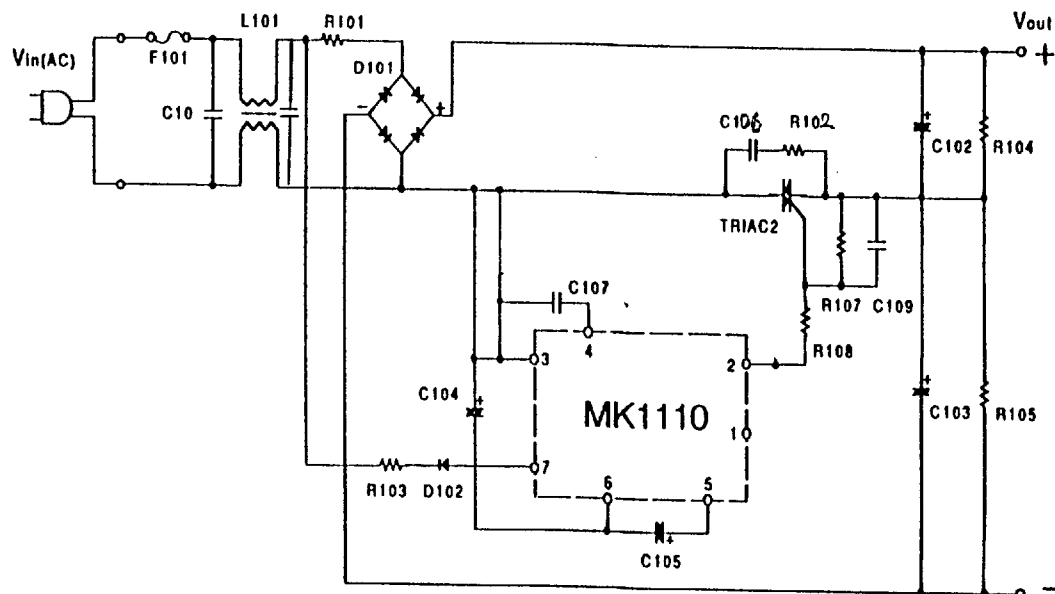 L101
R101
Vout
+
Vin(AC)
F101
D101
C10
-
+
C106
R102
+
C102
R104
TRIAC2
C107
R107
C109
R108
4
3
2
C104
+
MK1110
1
+
C103
R105
7
R103
D102
6
5
+
C105
-